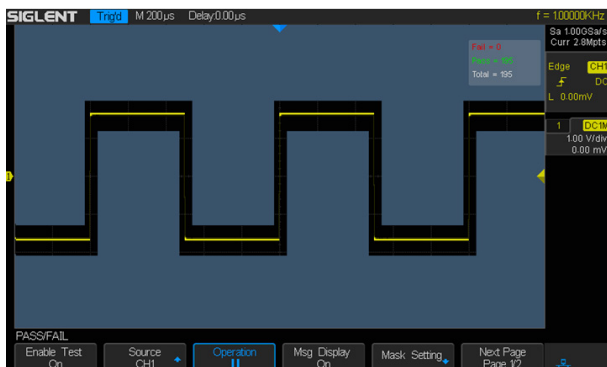 SIGLENT Trig'd M 200µs Delay:0.00µs f = 1.00000KHz
Sa 1.00GSa/s
Curr 2.8Mpts
Fail = 0
Pass = 195
Total = 195
Edge CH1
DC
L 0.00mV
1 DC1M
1.00 V/div
0.00 mV
1
PASS/FAIL
Enable Test
On
Source
CH1
Operation
Msg Display
On
Mask Setting
Next Page
Page 1/2